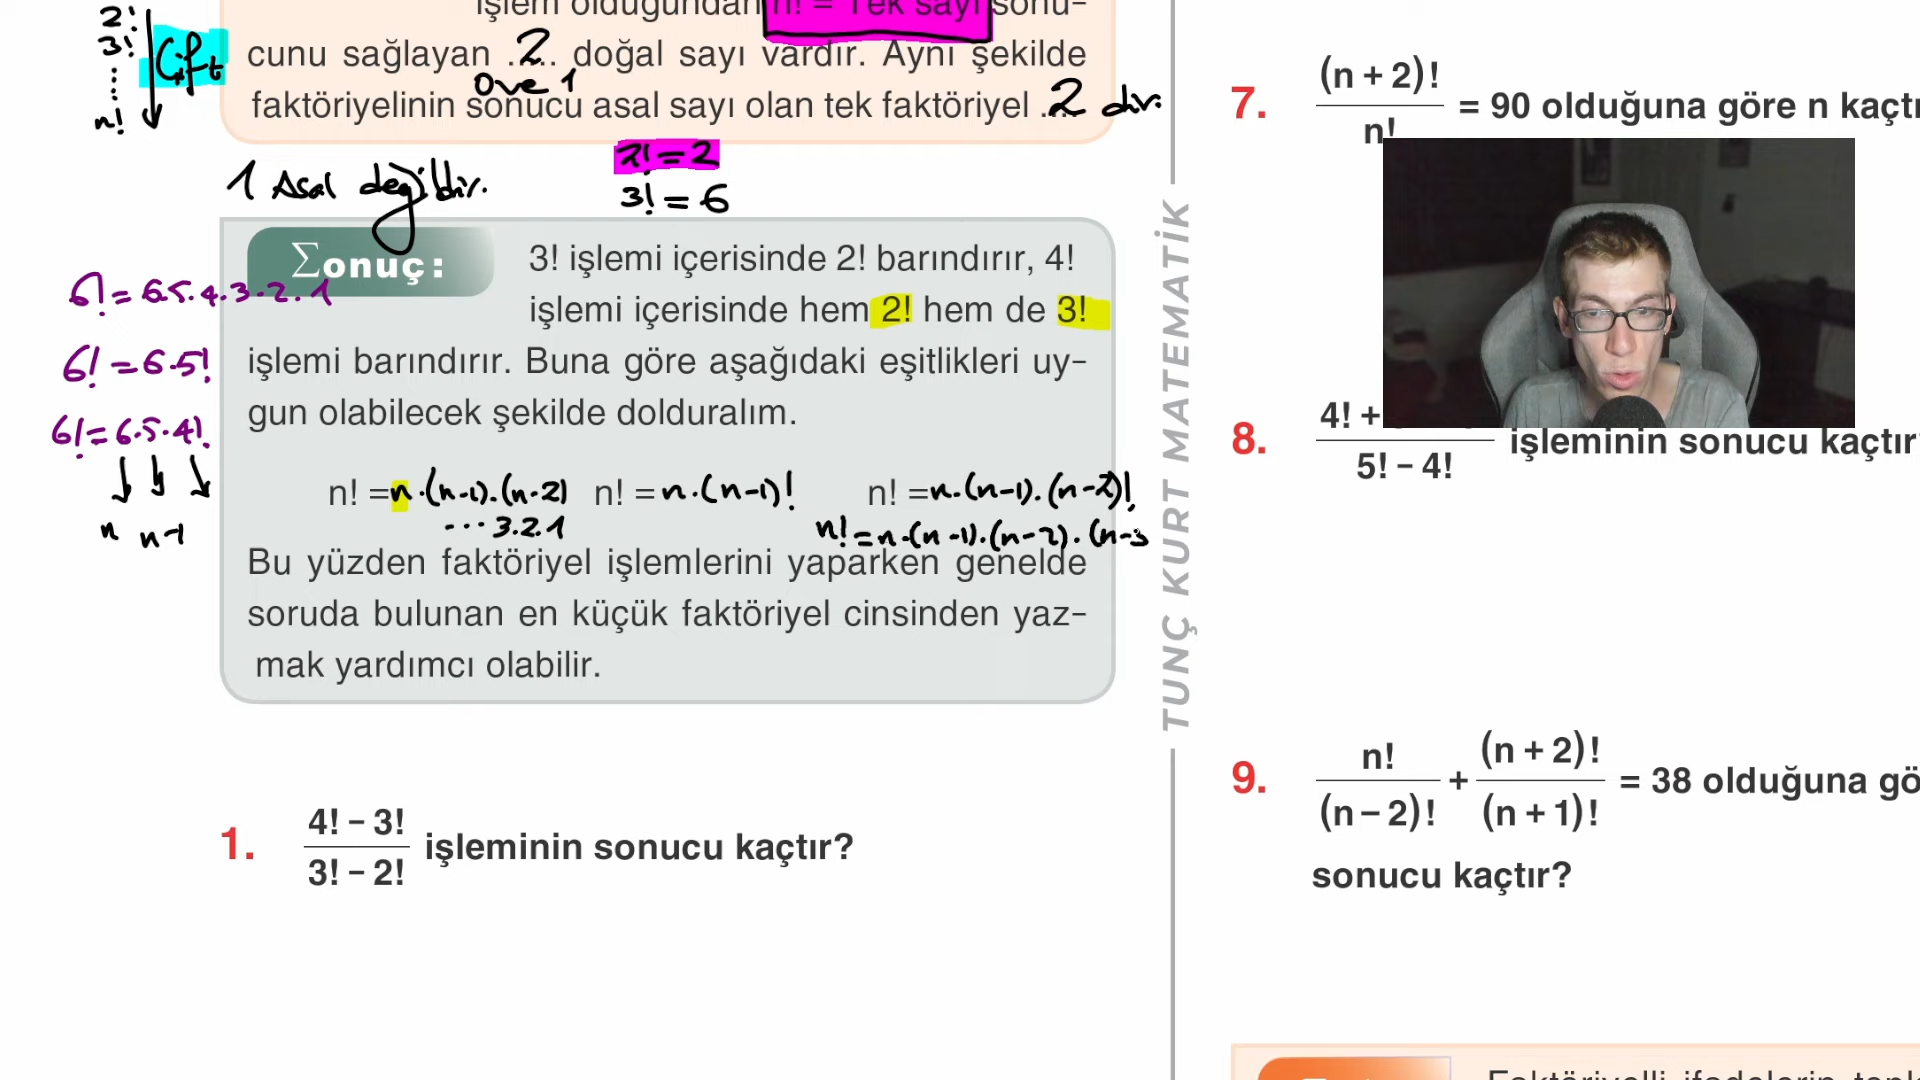 2!
3!
n!
Çift
işlem olduğundan n! = Tek sayı sonu-
cunu sağlayan .2.. doğal sayı vardır. Aynı şekilde
0 ve 1
faktöriyelinin sonucu asal sayı olan tek faktöriyel ..2.. dir.
1 Asal değildir.
2! = 2
3! = 6
Sonuç:
3! işlemi içerisinde 2! barındırır, 4!
işlemi içerisinde hem 2! hem de 3!
işlemi barındırır. Buna göre aşağıdaki eşitlikleri uy-
gun olabilecek şekilde dolduralım.
6! = 6.5.4.3.2.1
6! = 6.5!
6! = 6.5.4!
n n-1
n! = n.(n-1).(n-2) n! = n.(n-1)! n! = n.(n-1).(n-2)!
... 3.2.1
n! = n.(n-1).(n-2).(n-3
Bu yüzden faktöriyel işlemlerini yaparken genelde
soruda bulunan en küçük faktöriyel cinsinden yaz-
mak yardımcı olabilir.
1. (4! – 3!) / (3! – 2!) işleminin sonucu kaçtır?
TUNÇ KURT MATEMATİK
7. (n + 2)! / n! = 90 olduğuna göre n kaçtı
8. 4! + / 5! – 4! işleminin sonucu kaçtır
9. n! / (n – 2)! + (n + 2)! / (n + 1)! = 38 olduğuna gö
sonucu kaçtır?